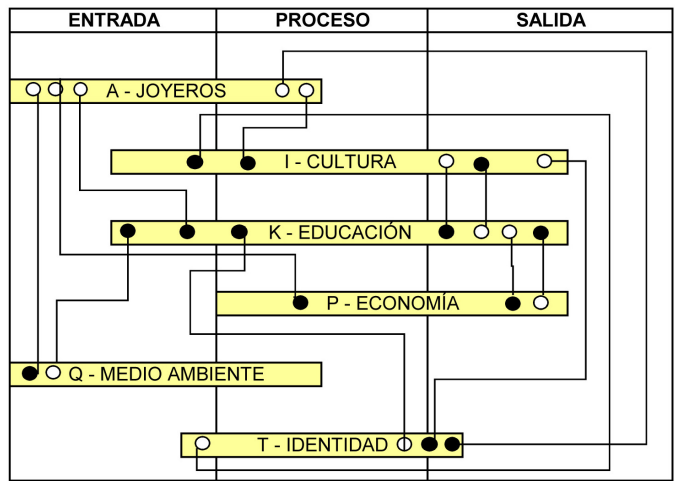 ENTRADA PROCESO SALIDA
A - JOYEROS
I - CULTURA
K - EDUCACIÓN
P - ECONOMÍA
Q - MEDIO AMBIENTE
T - IDENTIDAD